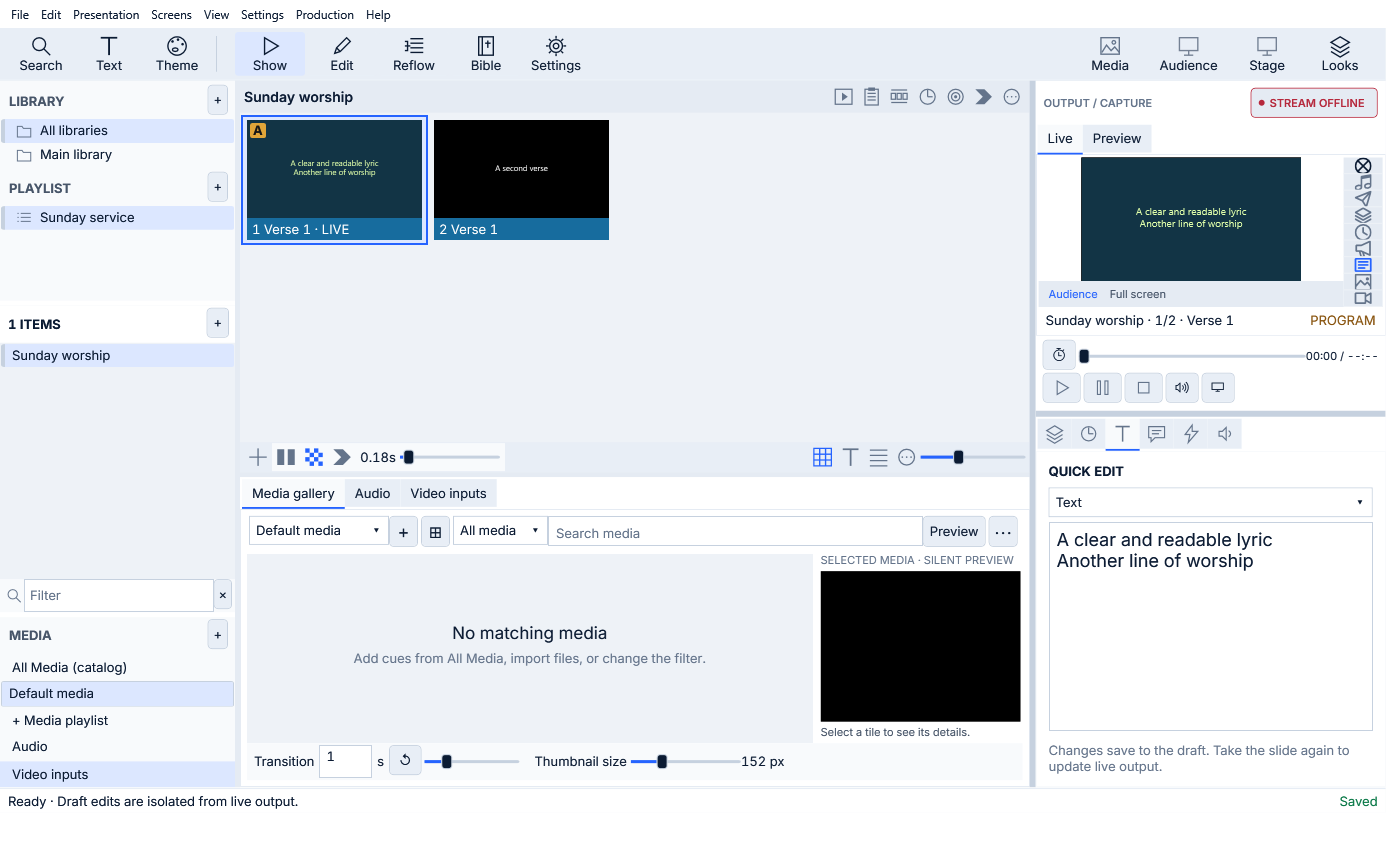 File Edit Presentation Screens View Settings Production Help
Search Text Theme Show Edit Reflow Bible Settings Media Audience Stage Looks
LIBRARY +
All libraries
Main library
PLAYLIST +
Sunday service
1 ITEMS +
Sunday worship
Filter ×
MEDIA +
All Media (catalog)
Default media
+ Media playlist
Audio
Video inputs
Sunday worship
A
A clear and readable lyric
Another line of worship
1 Verse 1 · LIVE
A second verse
2 Verse 1
0.18s
Media gallery Audio Video inputs
Default media + All media Search media Preview ...
No matching media
Add cues from All Media, import files, or change the filter.
SELECTED MEDIA · SILENT PREVIEW
Select a tile to see its details.
Transition 1 s Thumbnail size 152 px
OUTPUT / CAPTURE • STREAM OFFLINE
Live Preview
A clear and readable lyric
Another line of worship
Audience Full screen
Sunday worship · 1/2 · Verse 1 PROGRAM
00:00 / --:--
QUICK EDIT
Text
A clear and readable lyric
Another line of worship
Changes save to the draft. Take the slide again to
update live output.
Ready · Draft edits are isolated from live output. Saved